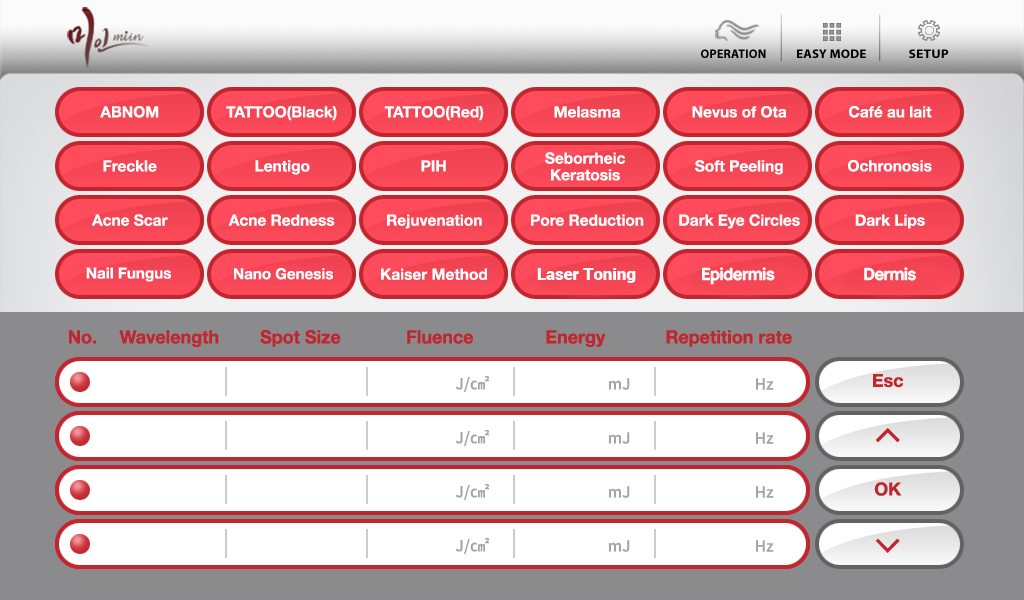 미인 miin
OPERATION EASY MODE SETUP
ABNOM TATTOO(Black) TATTOO(Red) Melasma Nevus of Ota Café au lait
Freckle Lentigo PIH Seborrheic Keratosis Soft Peeling Ochronosis
Acne Scar Acne Redness Rejuvenation Pore Reduction Dark Eye Circles Dark Lips
Nail Fungus Nano Genesis Kaiser Method Laser Toning Epidermis Dermis
No. Wavelength Spot Size Fluence Energy Repetition rate
J/㎝² mJ Hz Esc
J/㎝² mJ Hz
J/㎝² mJ Hz OK
J/㎝² mJ Hz